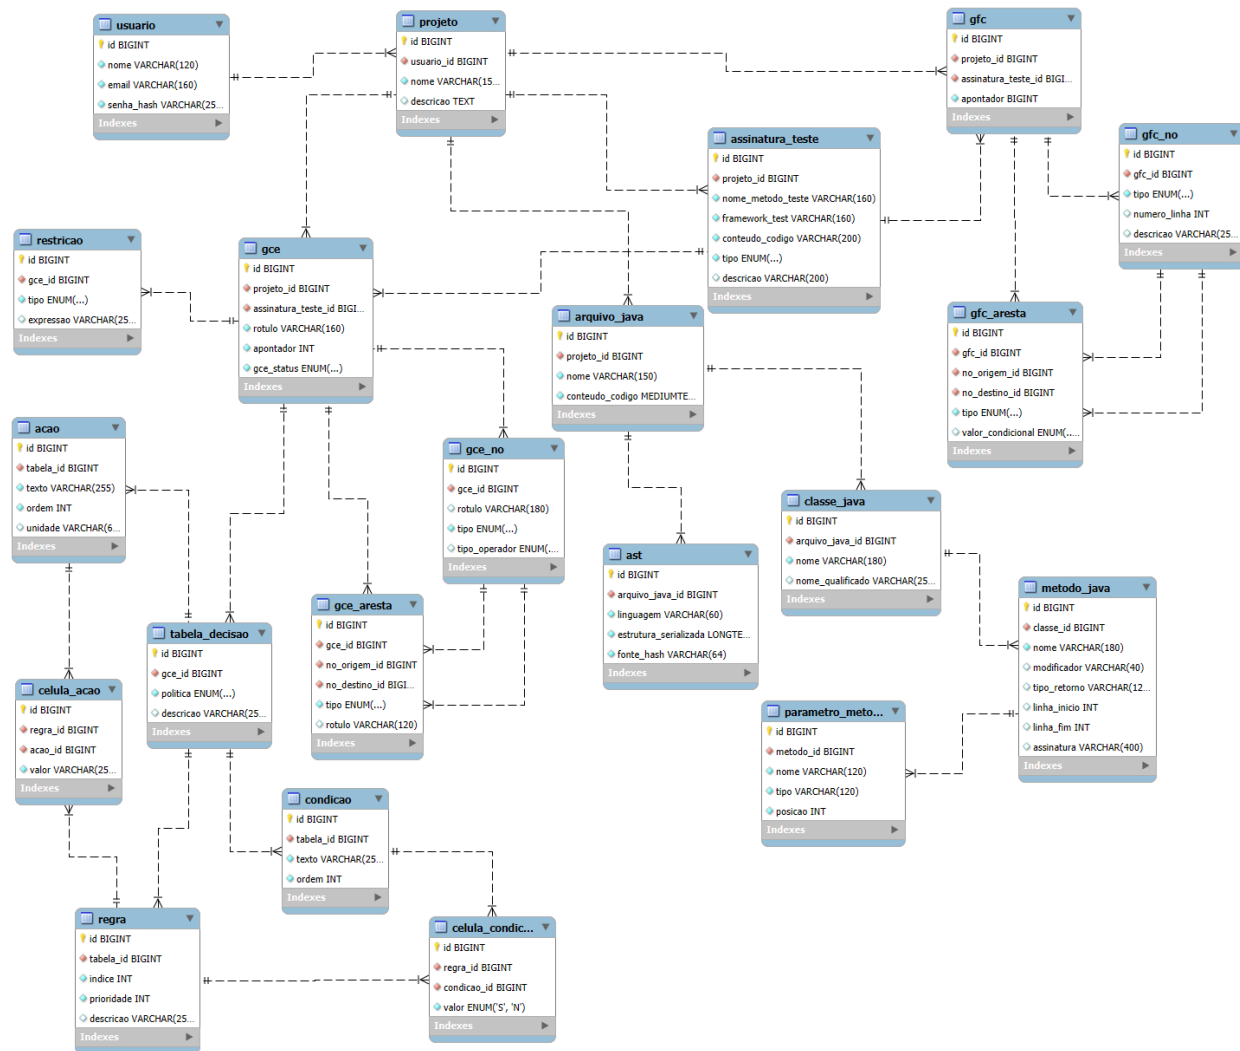 usuario
id BIGINT
nome VARCHAR(120)
email VARCHAR(160)
senha_hash VARCHAR(25...
Indexes
projeto
id BIGINT
usuario_id BIGINT
nome VARCHAR(15...
descricao TEXT
Indexes
gfc
id BIGINT
projeto_id BIGINT
assinatura_teste_id BIGI...
apontador BIGINT
Indexes
gfc_no
id BIGINT
gfc_id BIGINT
tipo ENUM(...)
numero_linha INT
descricao VARCHAR(25...
Indexes
assinatura_teste
id BIGINT
projeto_id BIGINT
nome_metodo_teste VARCHAR(160)
framework_test VARCHAR(160)
conteudo_codigo VARCHAR(200)
tipo ENUM(...)
descricao VARCHAR(200)
Indexes
restricao
id BIGINT
gce_id BIGINT
tipo ENUM(...)
expressao VARCHAR(25...
Indexes
gce
id BIGINT
projeto_id BIGINT
assinatura_teste_id BIGI...
rotulo VARCHAR(160)
apontador INT
gce_status ENUM(...)
Indexes
arquivo_java
id BIGINT
projeto_id BIGINT
nome VARCHAR(150)
conteudo_codigo MEDIUMTE...
Indexes
gfc_aresta
id BIGINT
gfc_id BIGINT
no_origem_id BIGINT
no_destino_id BIGINT
tipo ENUM(...)
valor_condicional ENUM(...
Indexes
acao
id BIGINT
tabela_id BIGINT
texto VARCHAR(255)
ordem INT
unidade VARCHAR(6...
Indexes
gce_no
id BIGINT
gce_id BIGINT
rotulo VARCHAR(180)
tipo ENUM(...)
tipo_operador ENUM(...
Indexes
classe_java
id BIGINT
arquivo_java_id BIGINT
nome VARCHAR(180)
nome_qualificado VARCHAR(25...
Indexes
ast
id BIGINT
arquivo_java_id BIGINT
linguagem VARCHAR(60)
estrutura_serializada LONGTE...
fonte_hash VARCHAR(64)
Indexes
metodo_java
id BIGINT
classe_id BIGINT
nome VARCHAR(180)
modificador VARCHAR(40)
tipo_retorno VARCHAR(12...
linha_inicio INT
linha_fim INT
assinatura VARCHAR(400)
Indexes
gce_aresta
id BIGINT
gce_id BIGINT
no_origem_id BIGINT
no_destino_id BIGI...
tipo ENUM(...)
rotulo VARCHAR(120)
Indexes
tabela_decisao
id BIGINT
gce_id BIGINT
politica ENUM(...)
descricao VARCHAR(25...
Indexes
celula_acao
id BIGINT
regra_id BIGINT
acao_id BIGINT
valor VARCHAR(25...
Indexes
parametro_meto...
id BIGINT
metodo_id BIGINT
nome VARCHAR(120)
tipo VARCHAR(120)
posicao INT
Indexes
condicao
id BIGINT
tabela_id BIGINT
texto VARCHAR(25...
ordem INT
Indexes
regra
id BIGINT
tabela_id BIGINT
indice INT
prioridade INT
descricao VARCHAR(25...
Indexes
celula_condic...
id BIGINT
regra_id BIGINT
condicao_id BIGINT
valor ENUM('S', 'N')
Indexes